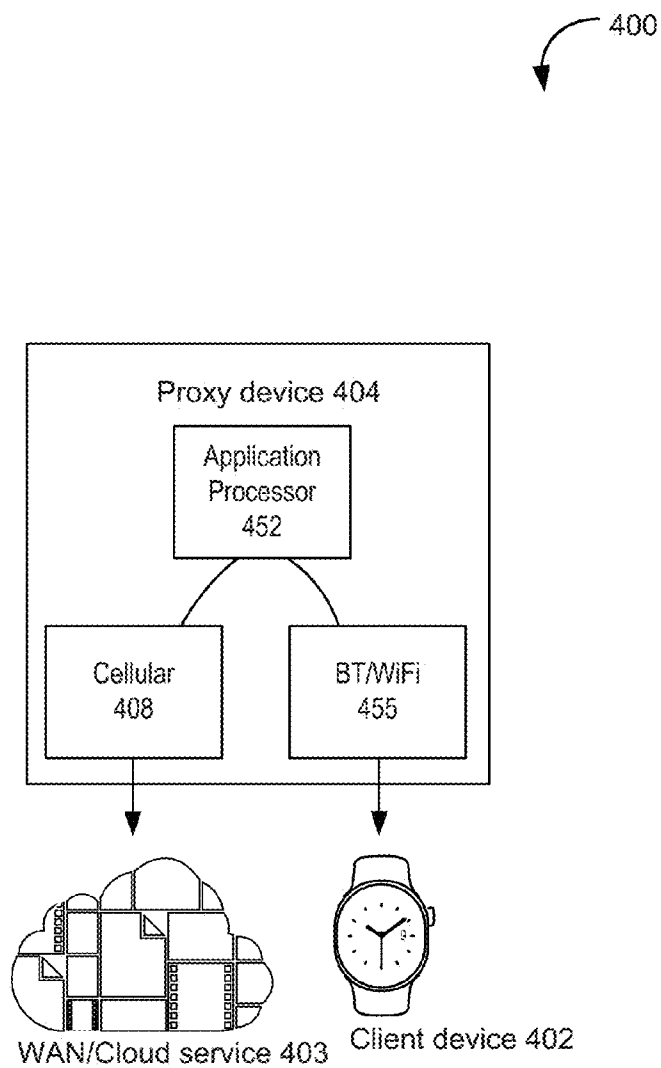 400
Proxy device 404
Application
Processor
452
Cellular
408
BT/WiFi
455
9
WAN/Cloud service 403
Client device 402